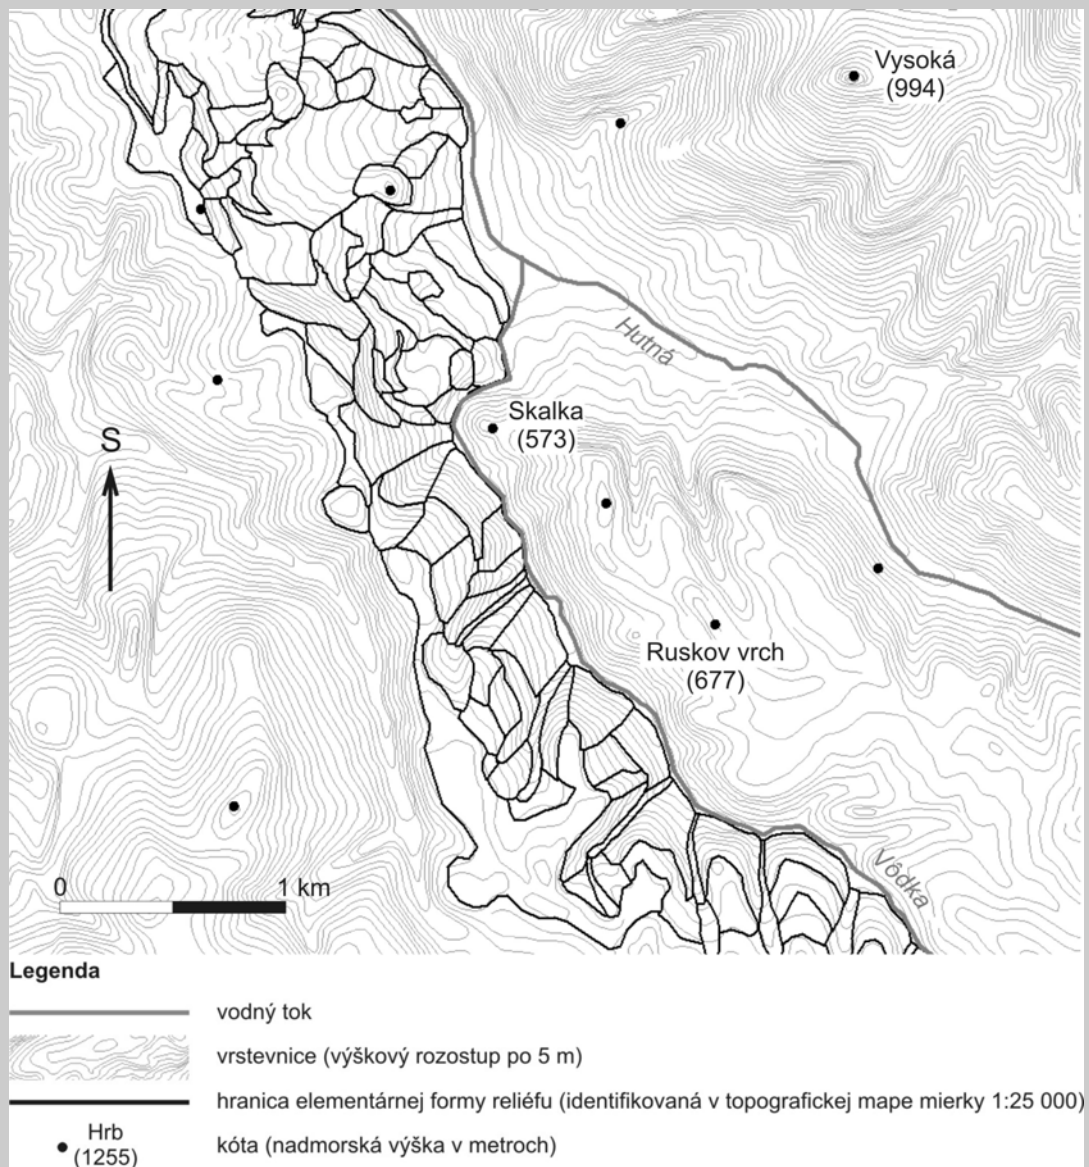 Vysoká
(994)
Hutná
Skalka
(573)
S
Ruskov vrch
(677)
0
1 km
Vôdka
Legenda
vodný tok
vrstevnice (výškový rozostup po 5 m)
hranica elementárnej formy reliéfu (identifikovaná v topografickej mape mierky 1:25 000)
Hrb
(1255)
kóta (nadmorská výška v metroch)